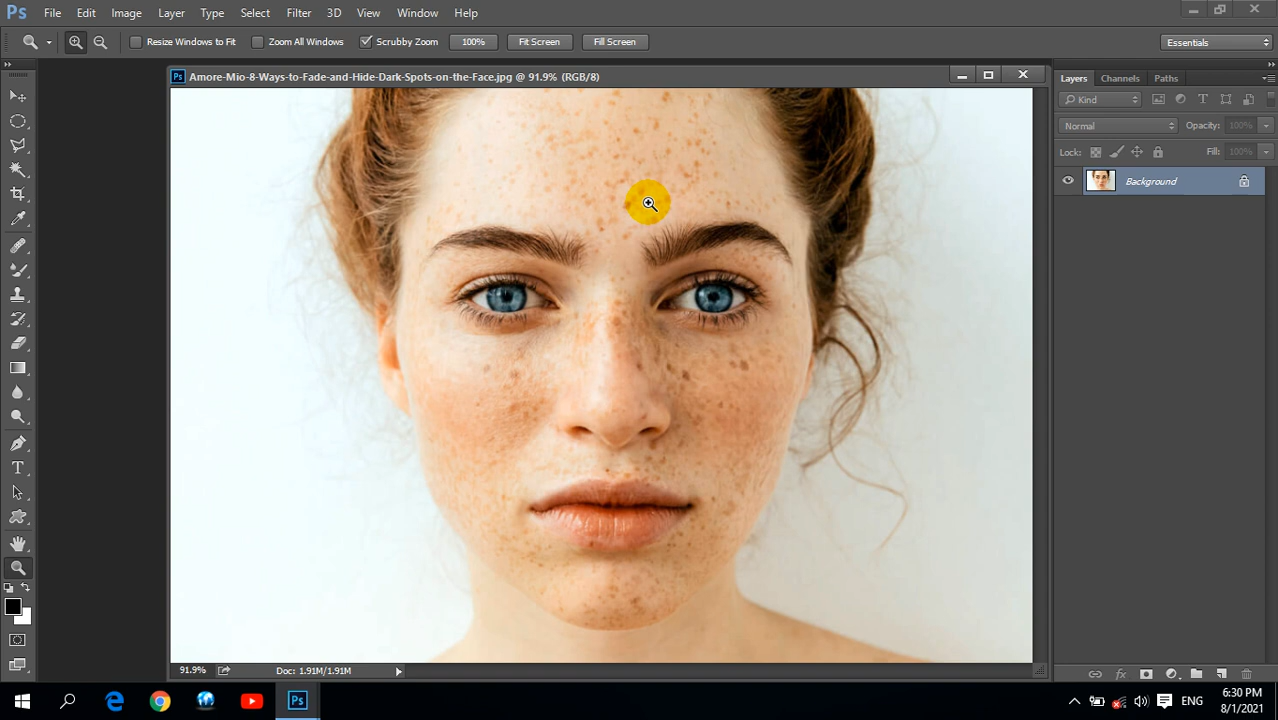 Ps File Edit Image Layer Type Select Filter 3D View Window Help
Resize Windows to Fit Zoom All Windows Scrubby Zoom 100% Fit Screen Fill Screen Essentials
Ps Amore-Mio-8-Ways-to-Fade-and-Hide-Dark-Spots-on-the-Face.jpg @ 91.9% (RGB/8)
Layers Channels Paths
Kind
Normal Opacity: 100%
Lock: Fill: 100%
Background
91.9% Doc: 1.91M/1.91M
Ps ENG 6:30 PM
8/1/2021